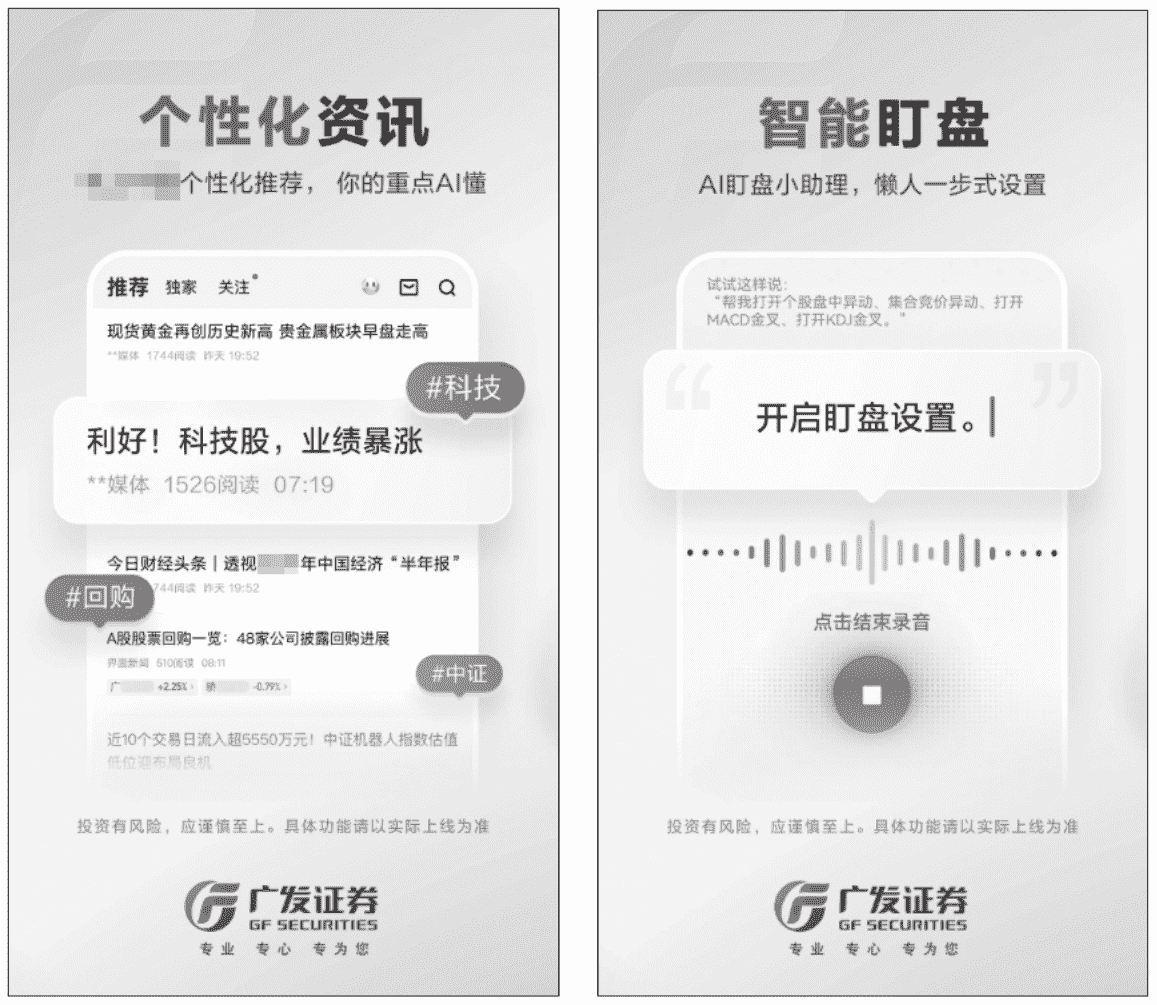 个性化资讯
个性化推荐， 你的重点AI懂
推荐 独家 关注
现货黄金再创历史新高 贵金属板块早盘走高
**媒体 1744阅读 昨天 19:52
#科技
利好！科技股，业绩暴涨
**媒体 1526阅读 07:19
今日财经头条｜透视 年中国经济“半年报”
744阅读 昨天 19:52
#回购
A股股票回购一览：48家公司披露回购进展
界面新闻 510阅读 08:11
广 +2.25%› 骄 -0.79%›
#中证
近10个交易日流入超5550万元！中证机器人指数估值
低位迎布局良机
投资有风险，应谨慎至上。具体功能请以实际上线为准
广发证券
GF SECURITIES
专业 专心 专为您
智能盯盘
AI盯盘小助理，懒人一步式设置
试试这样说：
“帮我打开个股盘中异动、集合竞价异动、打开
MACD金叉、打开KDJ金叉。”
“ ”
开启盯盘设置。
点击结束录音
投资有风险，应谨慎至上。具体功能请以实际上线为准
广发证券
GF SECURITIES
专业 专心 专为您